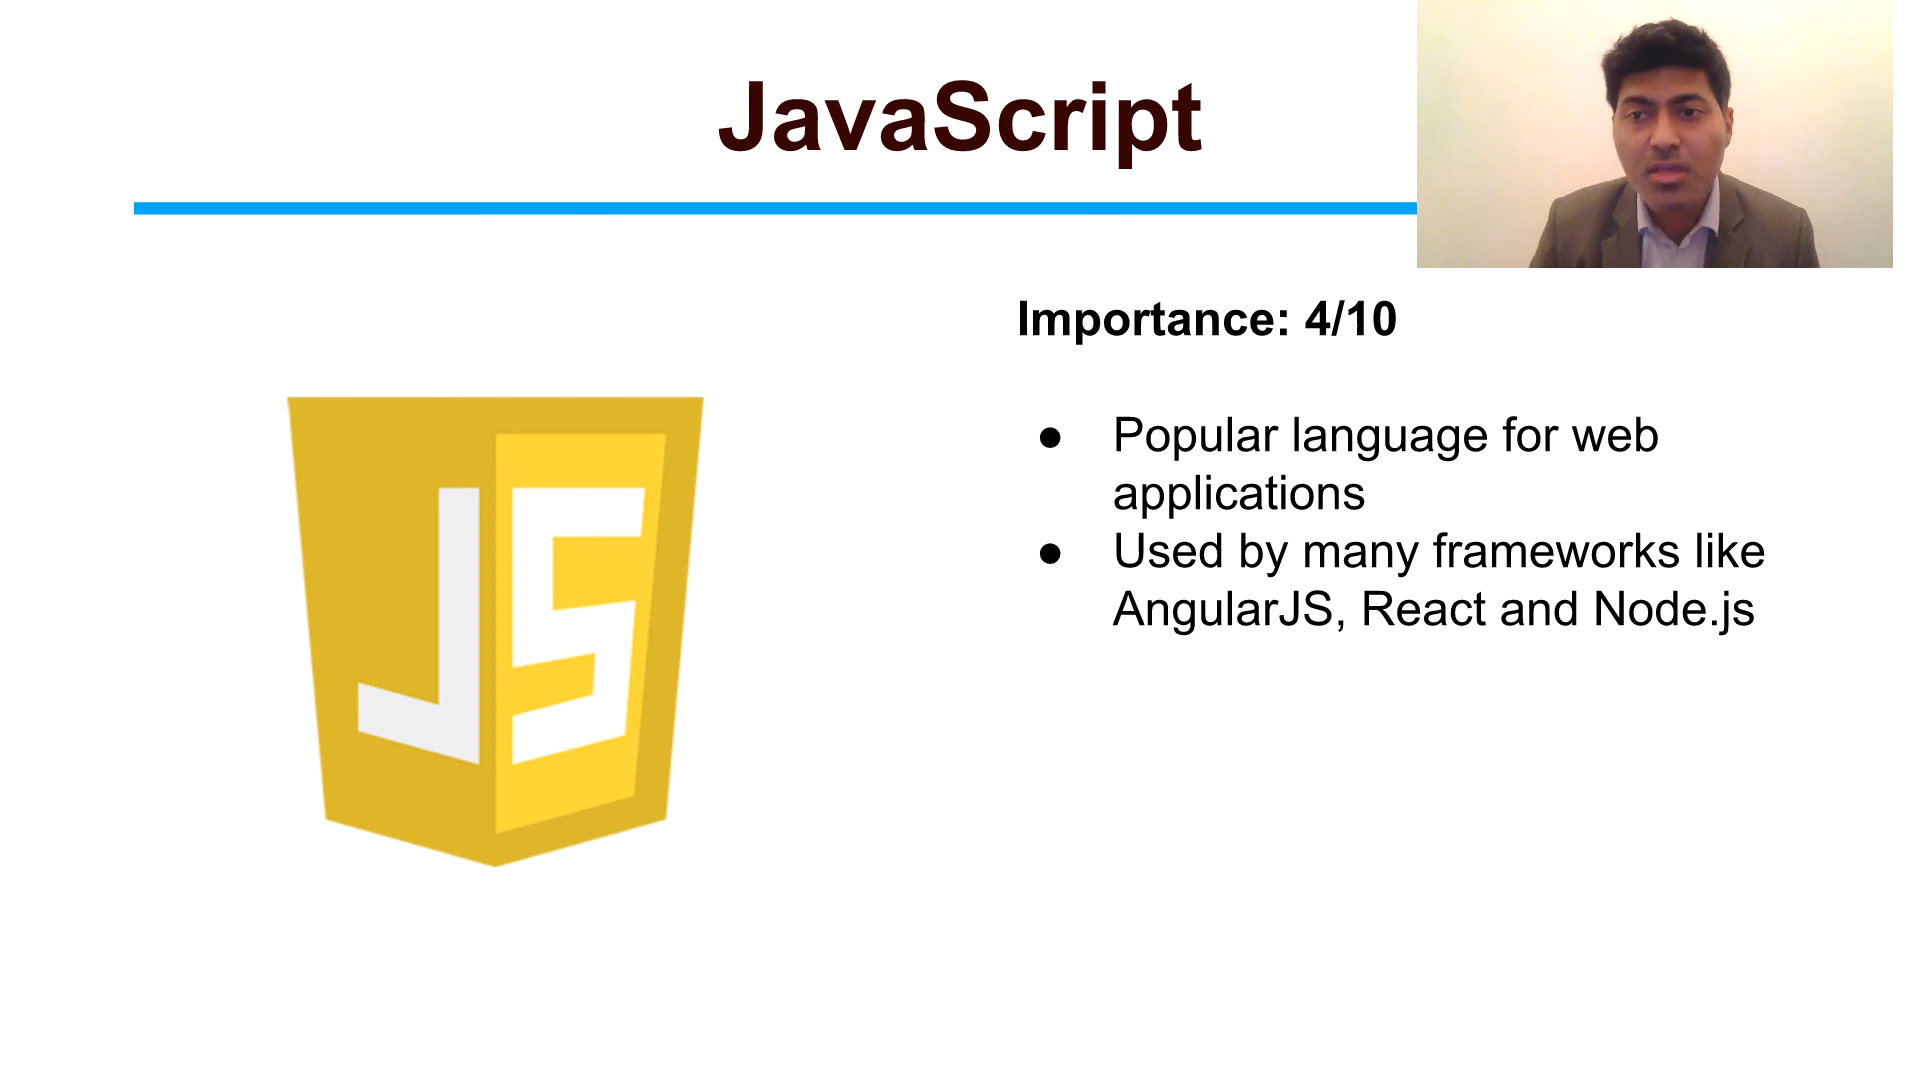 JavaScript
Importance: 4/10
● Popular language for web
applications
● Used by many frameworks like
AngularJS, React and Node.js
JS